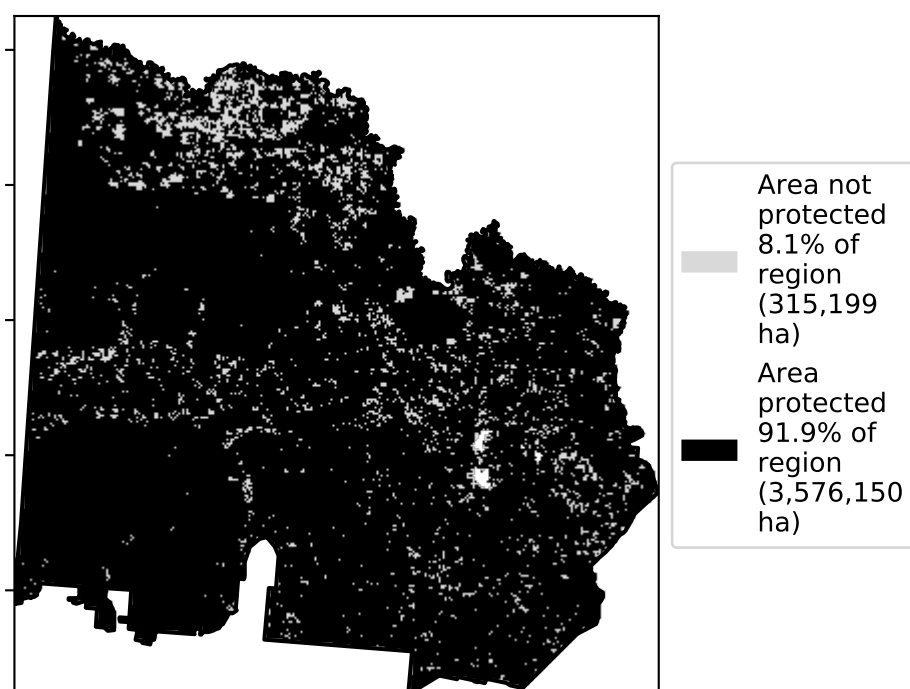 Area not
protected
8.1% of
region
(315,199
ha)
Area
protected
91.9% of
region
(3,576,150
ha)